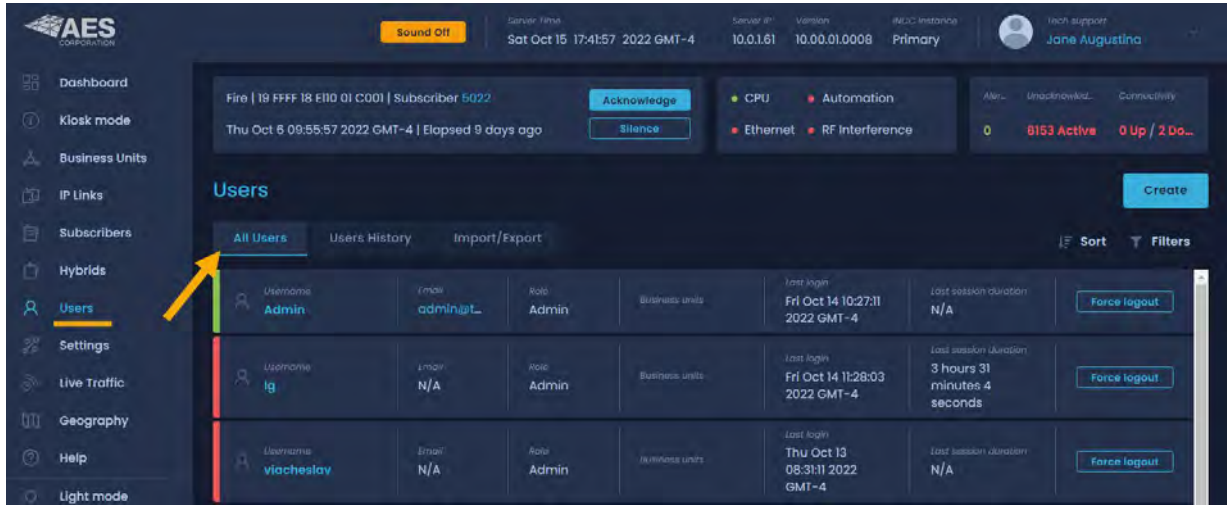 AES
CORPORATION
Sound Off
Server Time
Sat Oct 15 17:41:57 2022 GMT-4
Server IP
10.0.1.61
Version
10.00.01.0008
Instance
Primary
Tech support
Jane Augustina
Dashboard
Kiosk mode
Business Units
IP Links
Subscribers
Hybrids
Users
Settings
Live Traffic
Geography
Help
Light mode
Fire | 19 FFFF 18 E110 01 C001 | Subscriber 5022
Thu Oct 6 09:55:57 2022 GMT-4 | Elapsed 9 days ago
Acknowledge
Silence
CPU
Automation
Ethernet
RF Interference
Aler...
0
Unacknowled...
6153 Active
Connectivity
0 Up / 2 Do...
Users
Create
All Users
Users History
Import/Export
Sort
Filters
Username
Admin
Email
admin@t...
Role
Admin
Business units
Last login
Fri Oct 14 10:27:11
2022 GMT-4
Last session duration
N/A
Force logout
Username
Email
N/A
Role
Admin
Business units
Last login
Fri Oct 14 11:28:03
2022 GMT-4
Last session duration
3 hours 31
minutes 4
seconds
Force logout
Username
viacheslav
Email
N/A
Role
Admin
Business units
Last login
Thu Oct 13
08:31:11 2022
GMT-4
Last session duration
N/A
Force logout